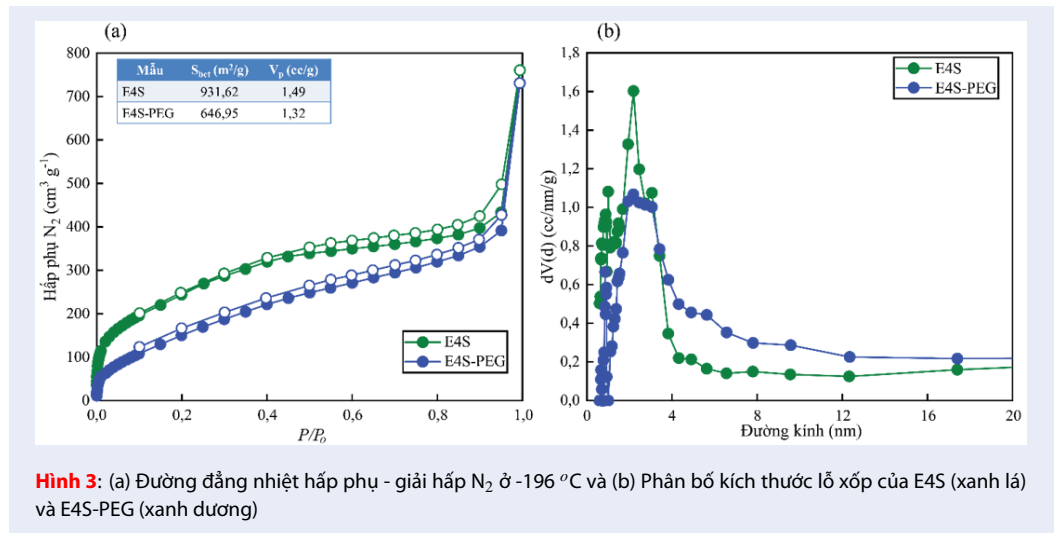 (a)
800
700
600
500
400
300
200
100
0
Hấp phụ N2 (cm3 g-1)
Mẫu Sbet (m2/g) Vp (cc/g)
E4S 931,62 1,49
E4S-PEG 646,95 1,32
E4S
E4S-PEG
0,0 0,2 0,4 0,6 0,8 1,0
P/Po
(b)
1,8
1,6
1,4
1,2
1,0
0,8
0,6
0,4
0,2
0,0
dV(d) (cc/nm/g)
E4S
E4S-PEG
0 4 8 12 16 20
Đường kính (nm)
Hình 3: (a) Đường đẳng nhiệt hấp phụ - giải hấp N2 ở -196 oC và (b) Phân bố kích thước lỗ xốp của E4S (xanh lá)
và E4S-PEG (xanh dương)